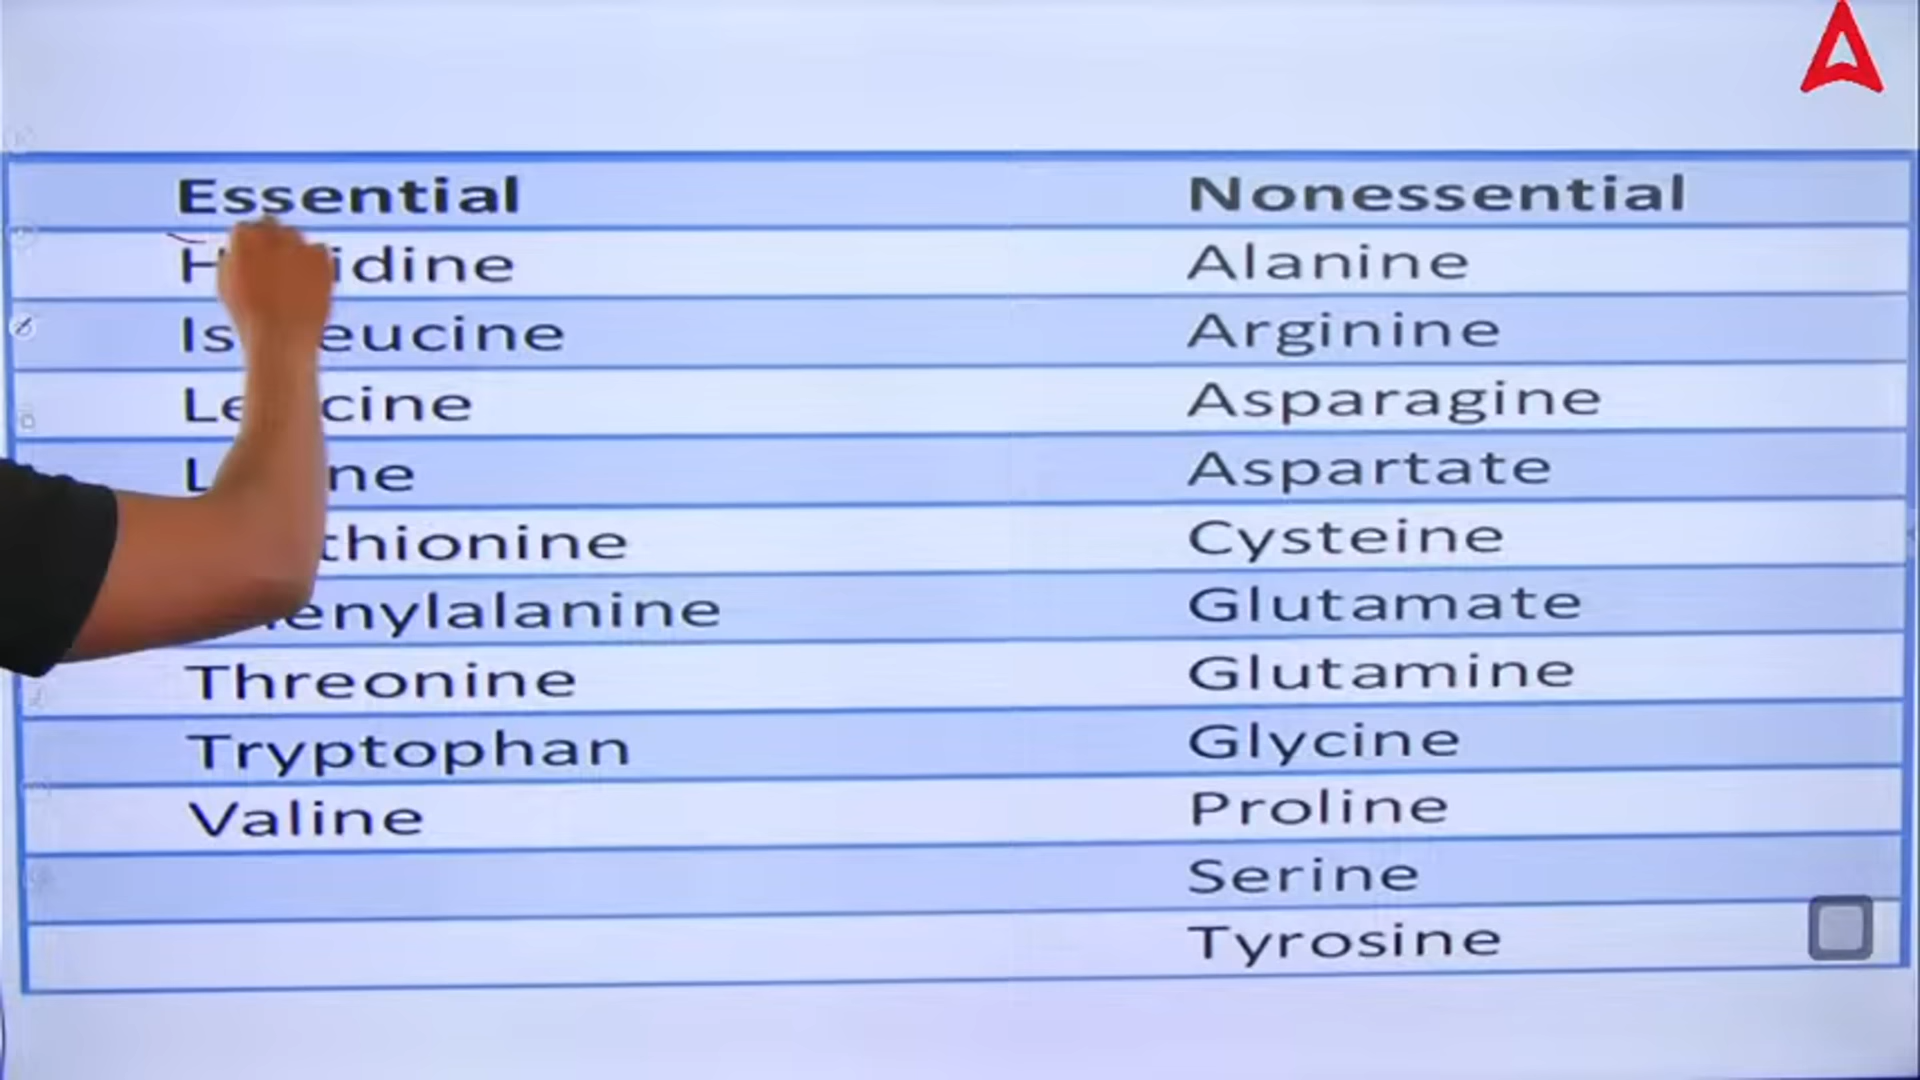 Essential Nonessential
Alanine
Arginine
Asparagine
Aspartate
Cysteine
Glutamate
Threonine Glutamine
Tryptophan Glycine
Valine Proline
Serine
Tyrosine